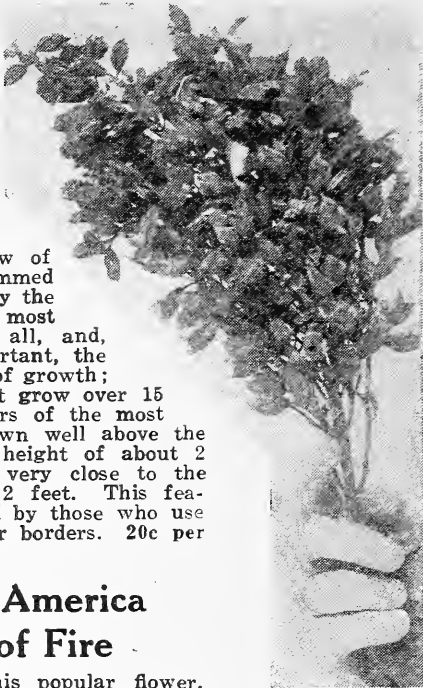 w of
mmed
y the
most
all, and,
rtant, the
of growth;
t grow over 15
rs of the most
wn well above the
height of about 2
very close to the
2 feet. This fea-
by those who use
r borders. 20c per
America
of Fire
his popular flower.